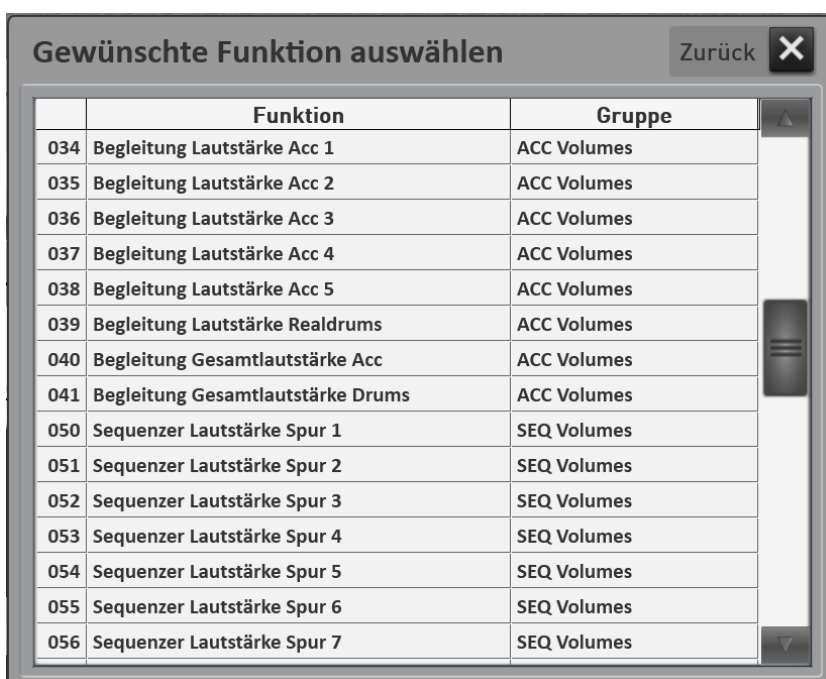 Gewünschte Funktion auswählen Zurück
Funktion Gruppe
034 Begleitung Lautstärke Acc 1 ACC Volumes
035 Begleitung Lautstärke Acc 2 ACC Volumes
036 Begleitung Lautstärke Acc 3 ACC Volumes
037 Begleitung Lautstärke Acc 4 ACC Volumes
038 Begleitung Lautstärke Acc 5 ACC Volumes
039 Begleitung Lautstärke Realdrums ACC Volumes
040 Begleitung Gesamtlautstärke Acc ACC Volumes
041 Begleitung Gesamtlautstärke Drums ACC Volumes
050 Sequenzer Lautstärke Spur 1 SEQ Volumes
051 Sequenzer Lautstärke Spur 2 SEQ Volumes
052 Sequenzer Lautstärke Spur 3 SEQ Volumes
053 Sequenzer Lautstärke Spur 4 SEQ Volumes
054 Sequenzer Lautstärke Spur 5 SEQ Volumes
055 Sequenzer Lautstärke Spur 6 SEQ Volumes
056 Sequenzer Lautstärke Spur 7 SEQ Volumes